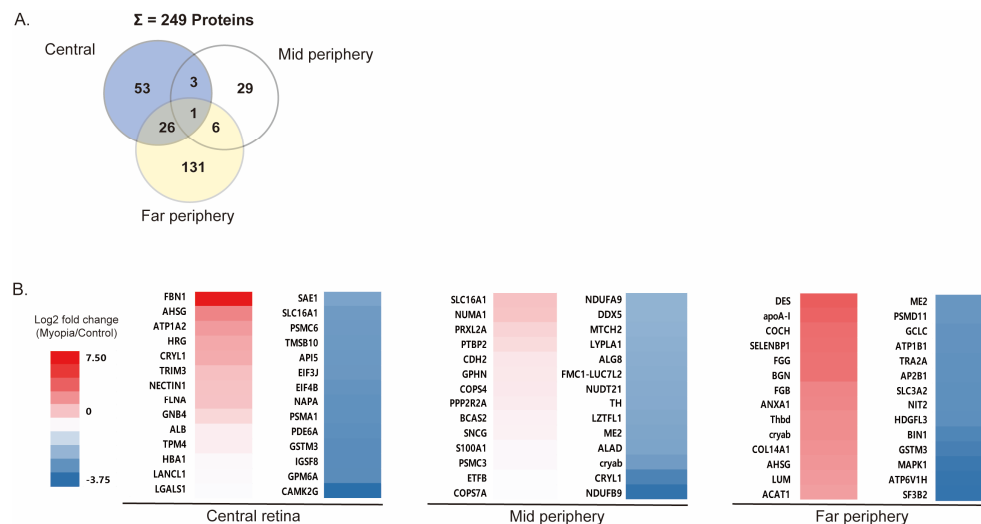 A.
Σ = 249 Proteins
Central
Mid periphery
53
3
29
1
26
6
131
Far periphery
B.
Log2 fold change
(Myopia/Control)
7.50
0
-3.75
FBN1
AHSG
ATP1A2
HRG
CRYL1
TRIM3
NECTIN1
FLNA
GNB4
ALB
TPM4
HBA1
LANCL1
LGALS1
SAE1
SLC16A1
PSMC6
TMSB10
API5
EIF3J
EIF4B
NAPA
PSMA1
PDE6A
GSTM3
IGSF8
GPM6A
CAMK2G
Central retina
SLC16A1
NUMA1
PRXL2A
PTBP2
CDH2
GPHN
COPS4
PPP2R2A
BCAS2
SNCG
S100A1
PSMC3
ETFB
COPS7A
NDUFA9
DDX5
MTCH2
LYPLA1
ALG8
FMC1-LUC7L2
NUDT21
TH
LZTFL1
ME2
ALAD
cryab
CRYL1
NDUFB9
Mid periphery
DES
apoA-I
COCH
SELENBP1
FGG
BGN
FGB
ANXA1
Thbd
cryab
COL14A1
AHSG
LUM
ACAT1
ME2
PSMD11
GCLC
ATP1B1
TRA2A
AP2B1
SLC3A2
NIT2
HDGFL3
BIN1
GSTM3
MAPK1
ATP6V1H
SF3B2
Far periphery